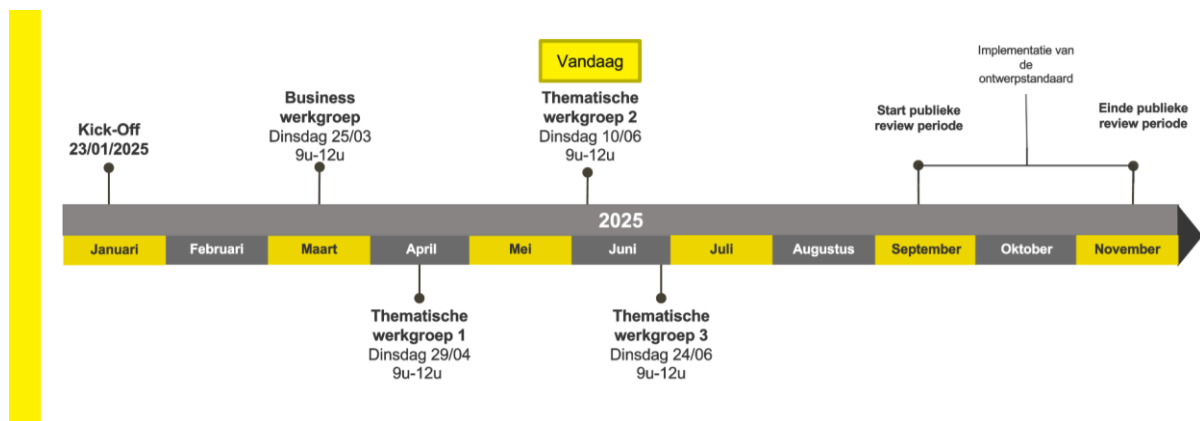 Vandaag
Implementatie van
de
ontwerpstandaard
Kick-Off
23/01/2025
Business
werkgroep
Dinsdag 25/03
9u-12u
Thematische
werkgroep 2
Dinsdag 10/06
9u-12u
Start publieke
review periode
Einde publieke
review periode
2025
Januari
Februari
Maart
April
Mei
Juni
Juli
Augustus
September
Oktober
November
Thematische
werkgroep 1
Dinsdag 29/04
9u-12u
Thematische
werkgroep 3
Dinsdag 24/06
9u-12u